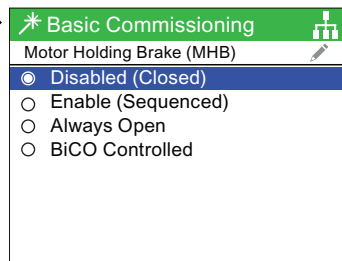 Basic Commissioning
Motor Holding Brake (MHB)
Disabled (Closed)
Enable (Sequenced)
Always Open
BiCO Controlled